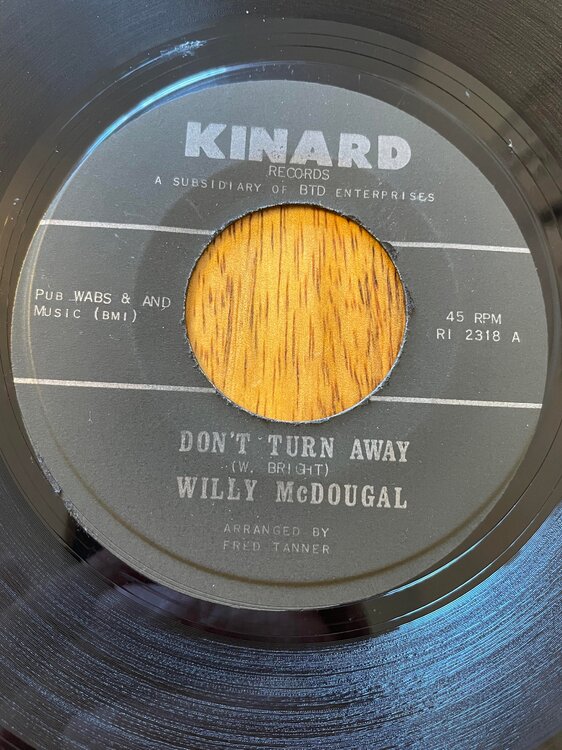 KINARD
RECORDS
A SUBSIDIARY OF BTD ENTERPRISES
PUB WABS & AND
MUSIC (BMI)
45 RPM
RI 2318 A
DON'T TURN AWAY
(W. BRIGHT)
WILLY McDOUGAL
ARRANGED BY
FRED TANNER